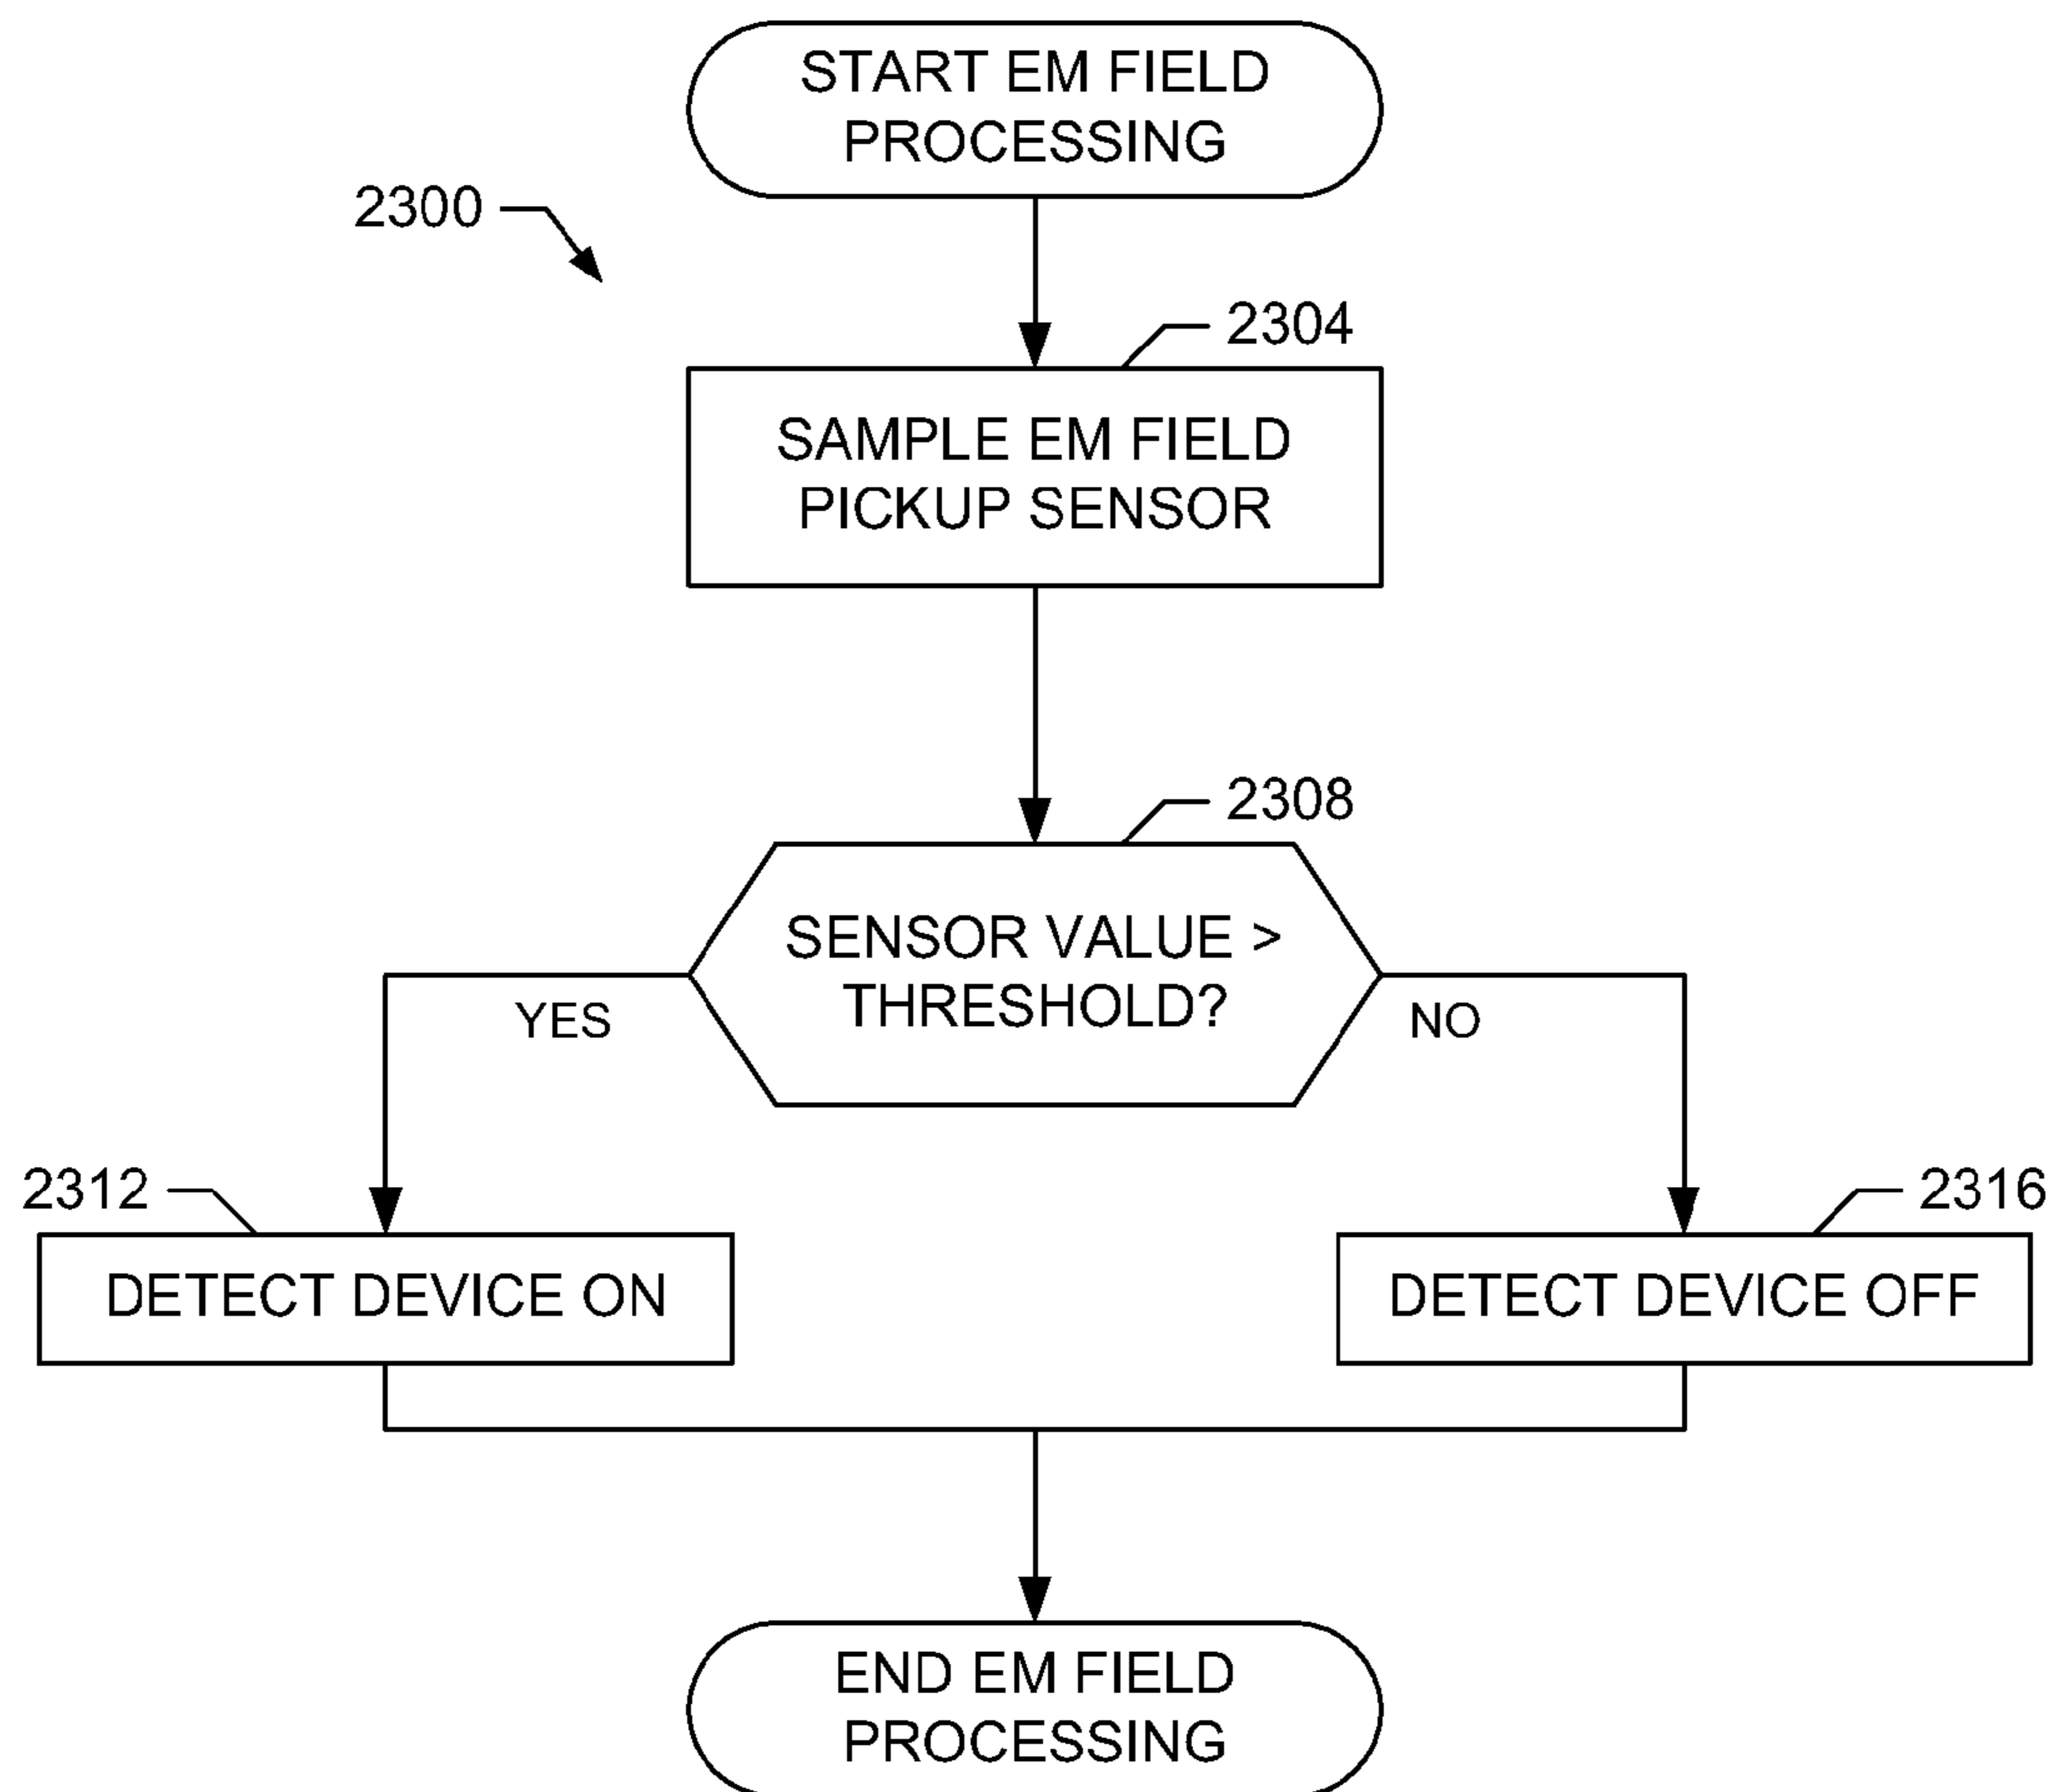 START EM FIELD
PROCESSING
2300
2304
SAMPLE EM FIELD
PICKUP SENSOR
2308
SENSOR VALUE >
THRESHOLD?
YES
NO
2312
2316
DETECT DEVICE ON
DETECT DEVICE OFF
END EM FIELD
PROCESSING